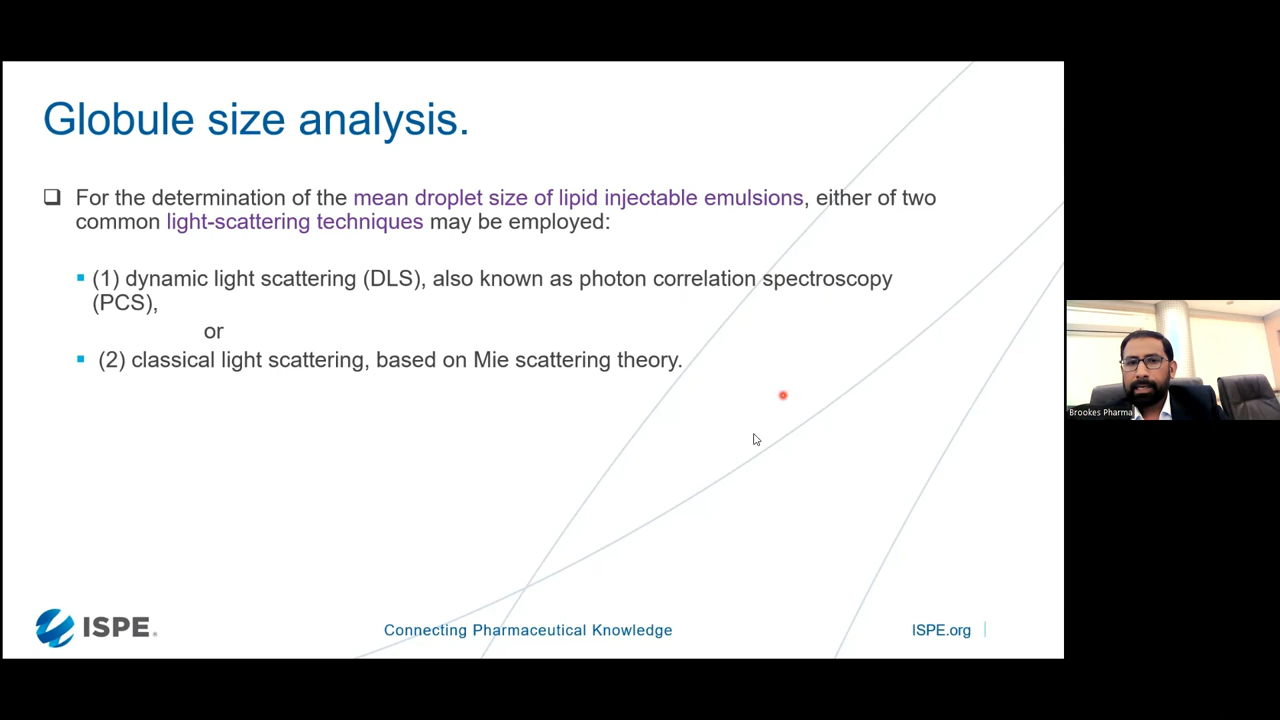 Globule size analysis.
For the determination of the mean droplet size of lipid injectable emulsions, either of two
common light-scattering techniques may be employed:
(1) dynamic light scattering (DLS), also known as photon correlation spectroscopy
(PCS),
or
(2) classical light scattering, based on Mie scattering theory.
Brookes Pharma
ISPE®
Connecting Pharmaceutical Knowledge
ISPE.org